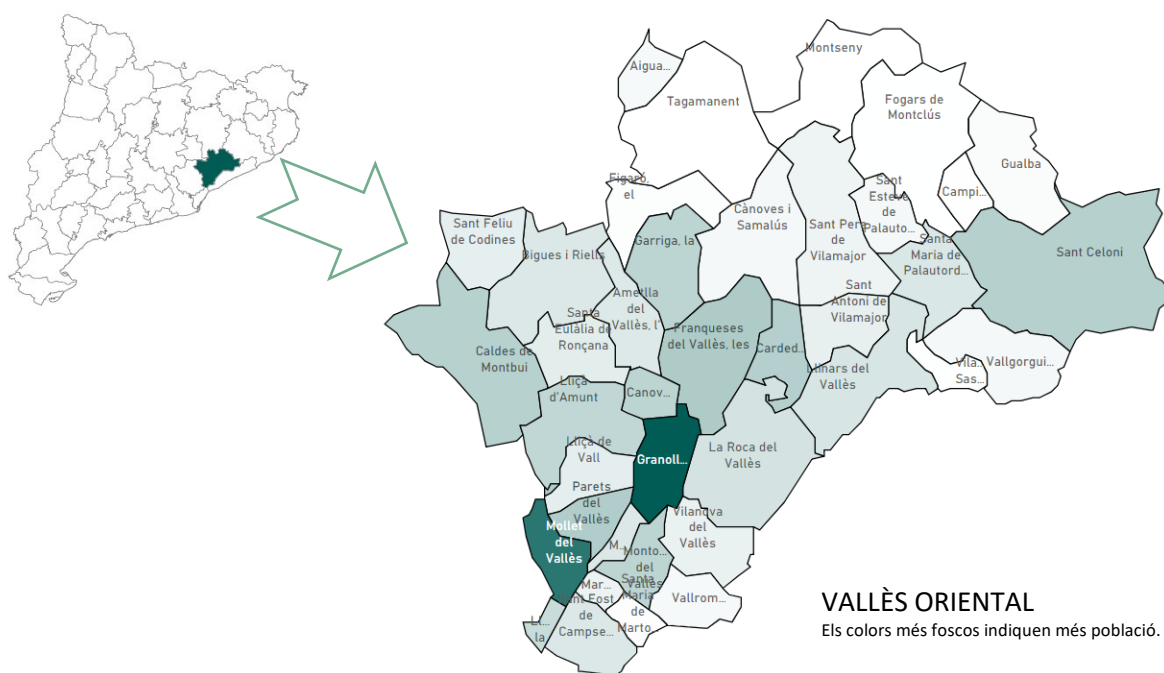 Montseny
Aigua...
Tagamanent
Fogars de
Montclús
Gualba
Figaró,
el
Sant
Esteve
de
Palauto...
Campi...
Cànoves i
Samalús
Sant Pere
de
Vilamajor
Sant Feliu
de Codines
Bigues i Riells
Garriga, la
Santa
Maria de
Palautord...
Sant Celoni
Ametlla
del
Vallès, l'
Sant
Antoni de
Vilamajor
Santa
Eulàlia de
Ronçana
Franqueses
del Vallès, les
Carded...
Caldes de
Montbui
Llinars del
Vallès
Vila...
Sas...
Vallgorgui...
Lliçà
d'Amunt
Canov...
Lliçà de
Vall
Granoll...
La Roca del
Vallès
Parets
del
Vallès
Vilanova
del
Vallès
Mollet
del
Vallès
M...
Monto...
del
Vallès
Mar...
Santa
Maria
de
Marto...
Vallrom...
Sant Fost
de
Campse...
Ll...
la
VALLÈS ORIENTAL
Els colors més foscos indiquen més població.